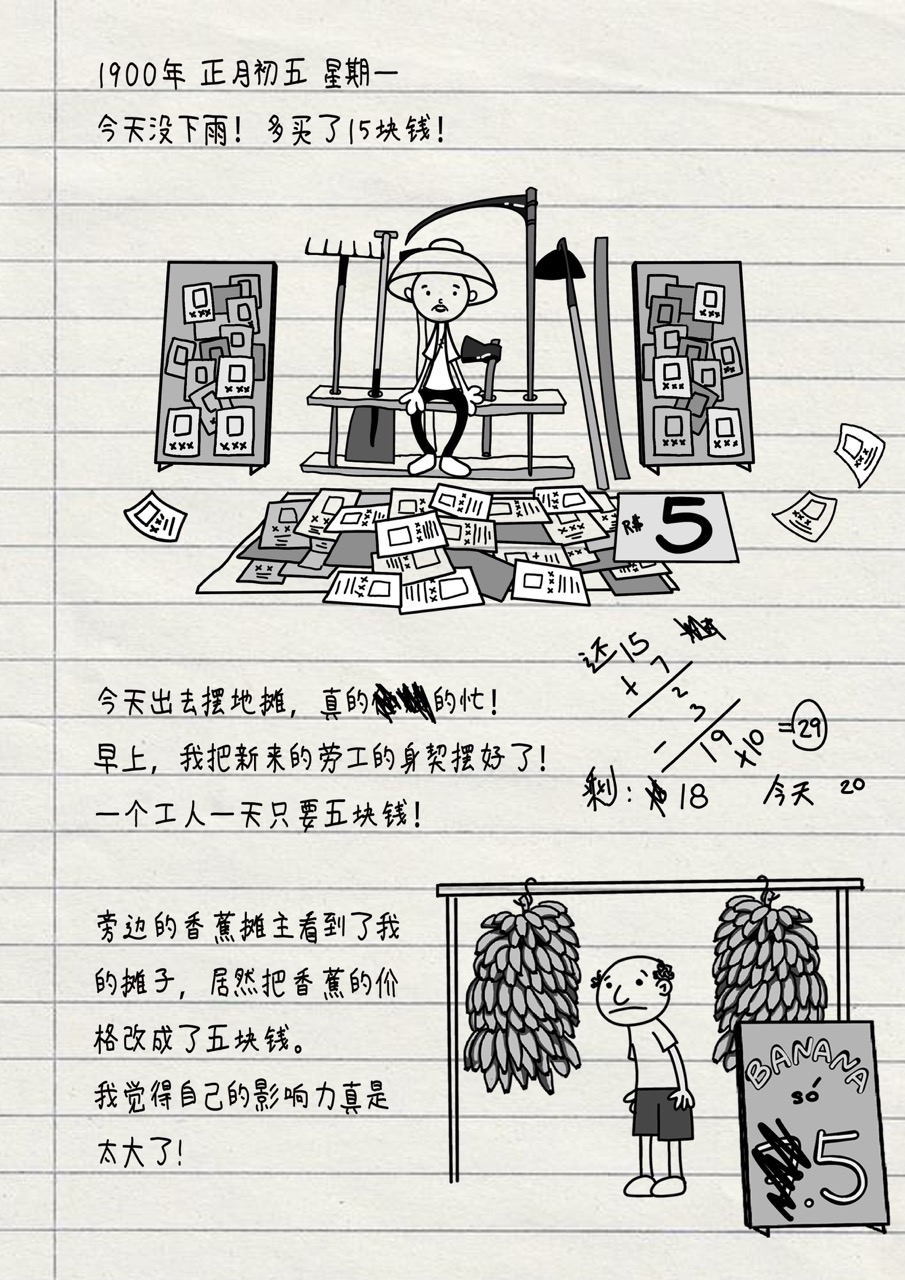 1900年 正月初五 星期一
今天没下雨！多买了15块钱！
R$ 5
今天出去摆地摊，真的的忙！
早上，我把新来的劳工的身契摆好了！
一个工人一天只要五块钱！
还15
+7
2
3
-
19
+10
=29
剩：18 今天 20
旁边的香蕉摊主看到了我
的摊子，居然把香蕉的价
格改成了五块钱。
我觉得自己的影响力真是
太大了！
BANANA
só
.5